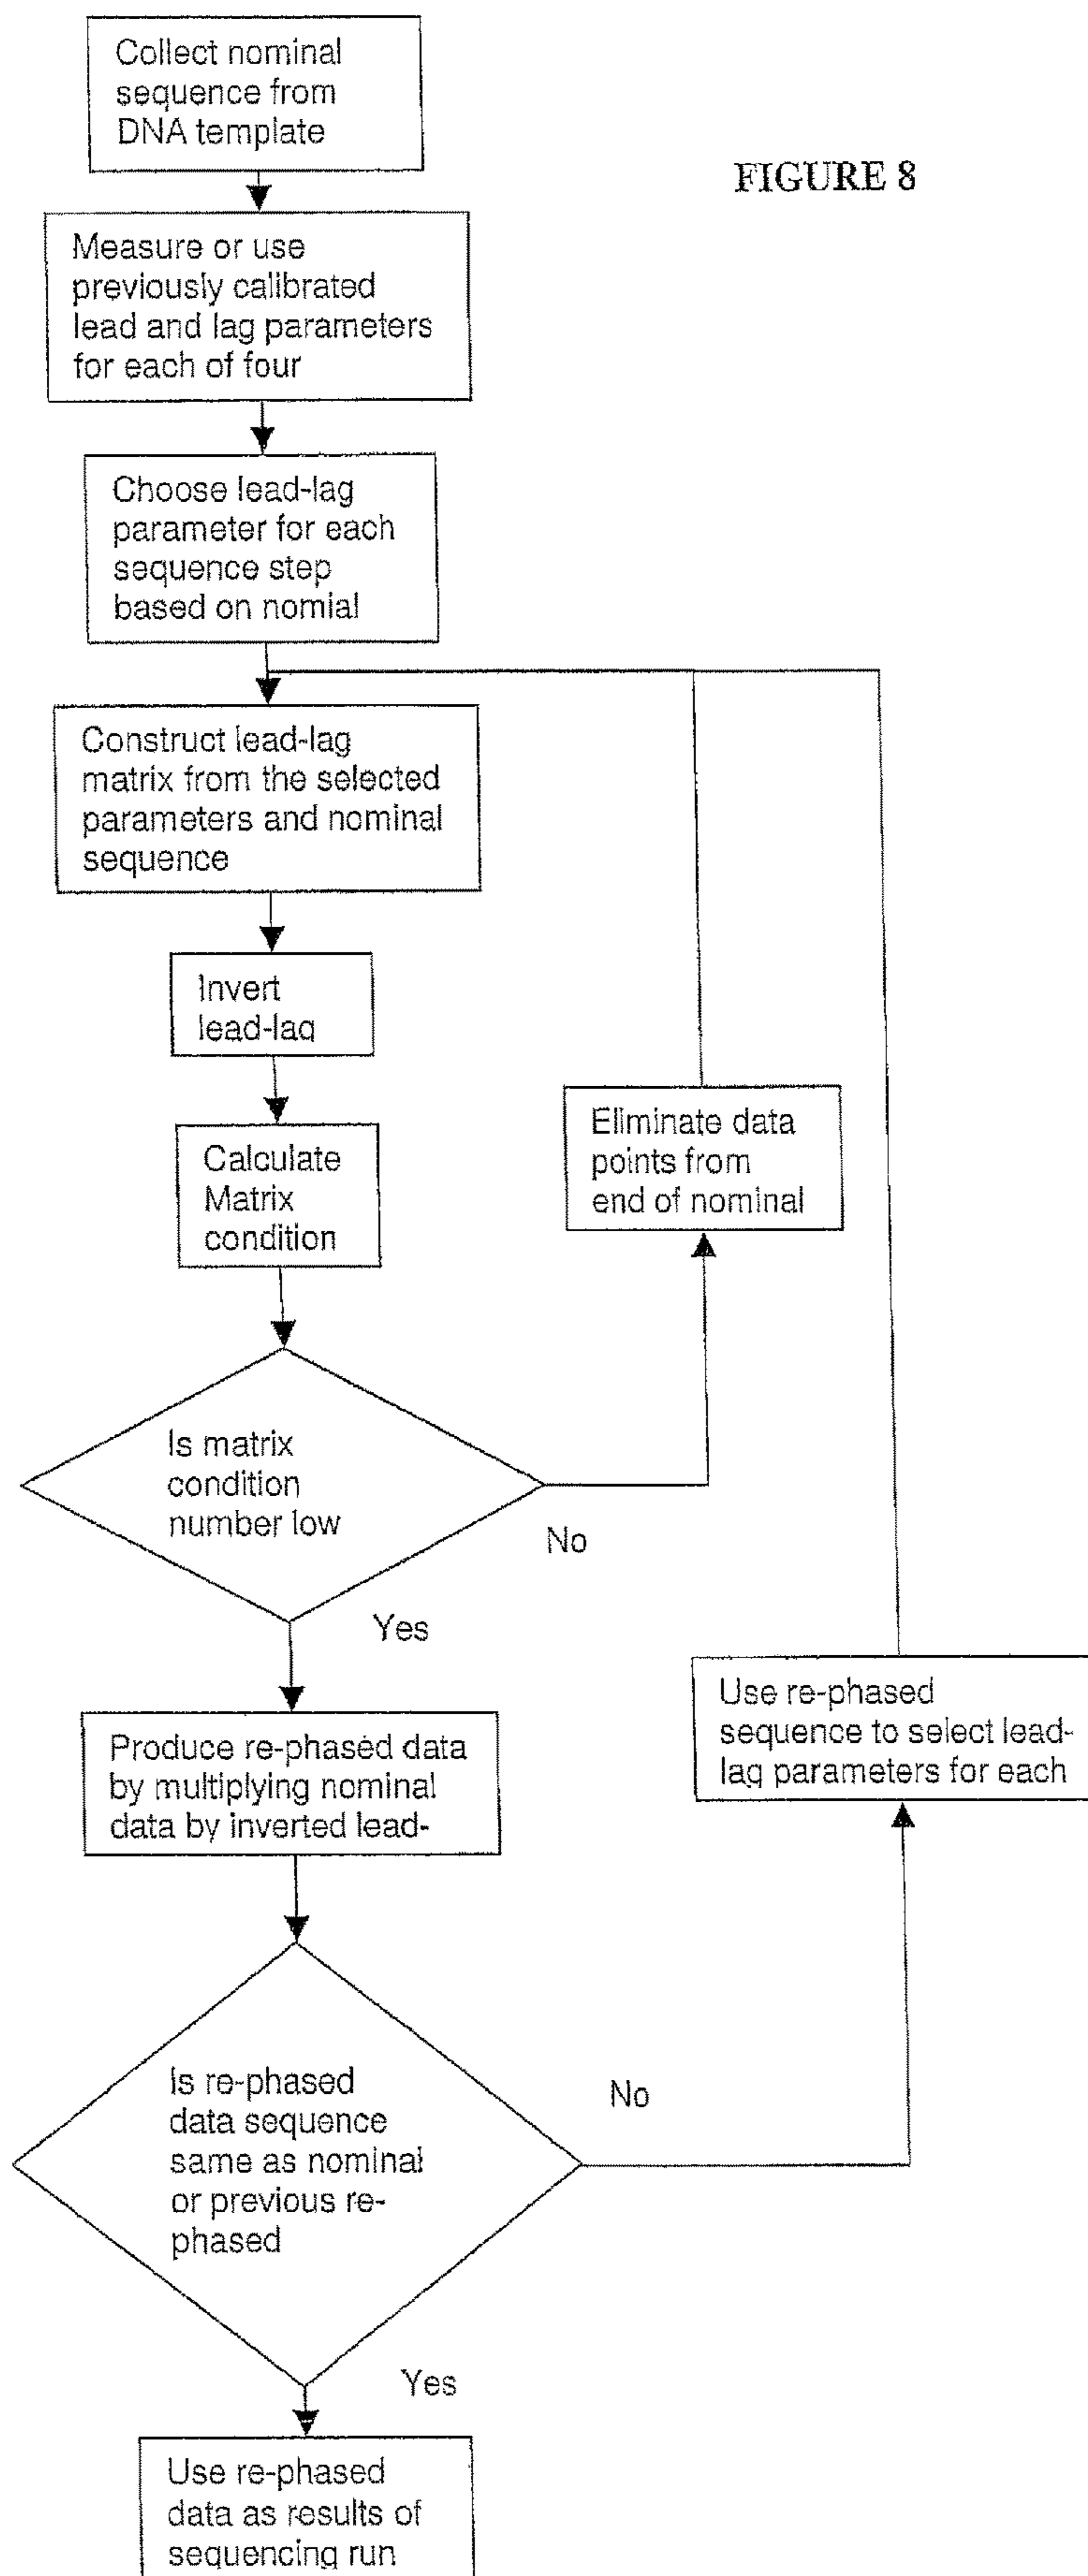 Collect nominal
sequence from
DNA template
FIGURE 8
Measure or use
previously calibrated
lead and lag parameters
for each of four
Choose lead-lag
parameter for each
sequence step
based on nomial
Construct lead-lag
matrix from the selected
parameters and nominal
sequence
Invert
lead-lag
Eliminate data
points from
end of nominal
Calculate
Matrix
condition
Is matrix
condition
number low
No
Yes
Use re-phased
sequence to select lead-
lag parameters for each
Produce re-phased data
by multiplying nominal
data by inverted lead-
Is re-phased
data sequence
same as nominal
or previous re-
phased
No
Yes
Use re-phased
data as results of
sequencing run